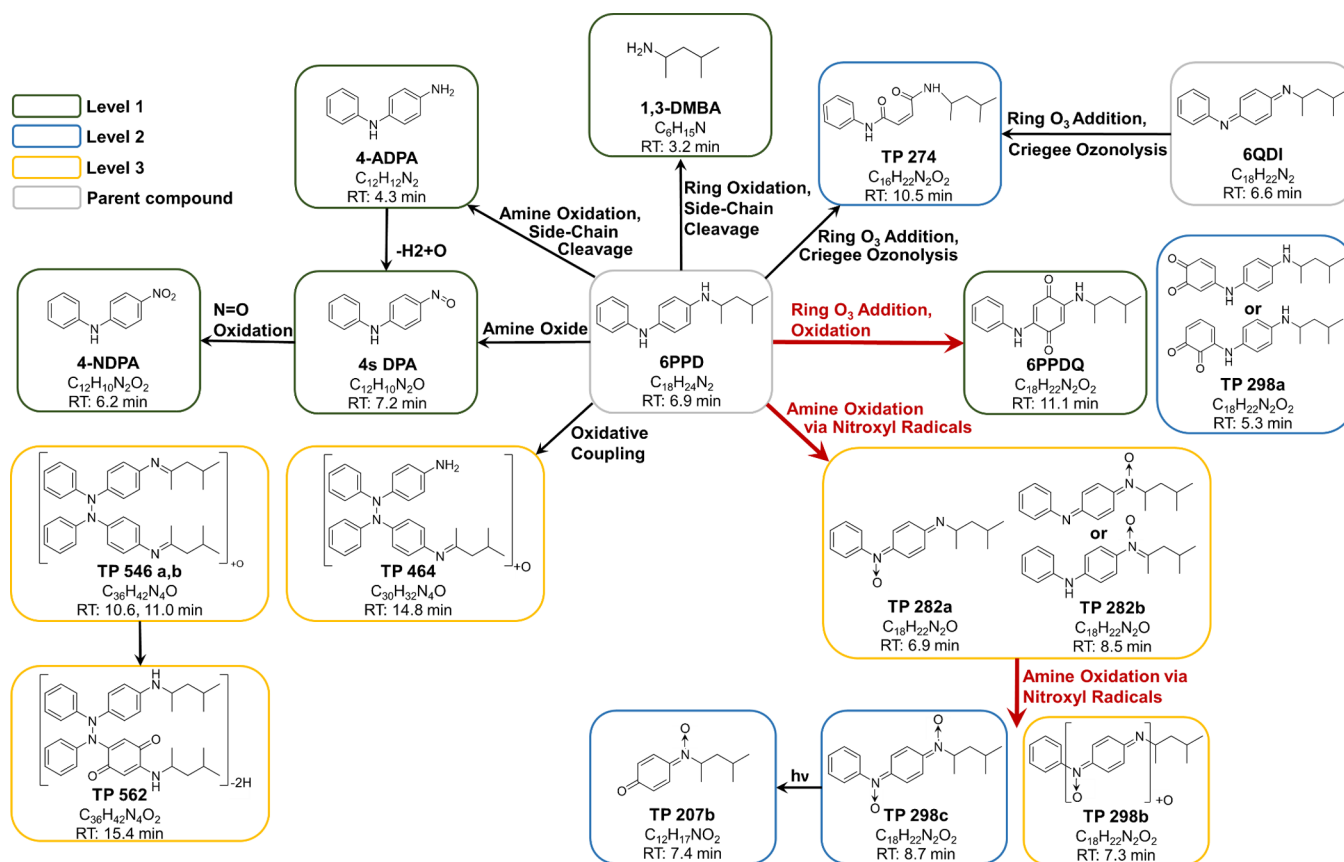 Level 1
Level 2
Level 3
Parent compound
NH₂
N
H
4-ADPA
C₁₂H₁₂N₂
RT: 4.3 min
H₂N
1,3-DMBA
C₆H₁₅N
RT: 3.2 min
O
NH
O
NH
TP 274
C₁₆H₂₂N₂O₂
RT: 10.5 min
Ring O₃ Addition,
Criegee Ozonolysis
N
N
6QDI
C₁₈H₂₂N₂
RT: 6.6 min
Amine Oxidation,
Side-Chain
Cleavage
Ring Oxidation,
Side-Chain
Cleavage
Ring O₃ Addition,
Criegee Ozonolysis
-H2+O
NO₂
N
H
4-NDPA
C₁₂H₁₀N₂O₂
RT: 6.2 min
N=O
Oxidation
N
O
N
H
4s DPA
C₁₂H₁₀N₂O
RT: 7.2 min
Amine Oxide
H
N
N
H
6PPD
C₁₈H₂₄N₂
RT: 6.9 min
Ring O₃ Addition,
Oxidation
O
H
N
N
H
O
6PPDQ
C₁₈H₂₂N₂O₂
RT: 11.1 min
H
N
O
O
N
H
or
H
N
O
O
N
H
TP 298a
C₁₈H₂₂N₂O₂
RT: 5.3 min
Oxidative
Coupling
Amine Oxidation
via Nitroxyl Radicals
N
N
N
N
+O
TP 546 a,b
C₃₆H₄₂N₄O
RT: 10.6, 11.0 min
NH₂
N
N
N
+O
TP 464
C₃₀H₃₂N₄O
RT: 14.8 min
N
N
O
TP 282a
C₁₈H₂₂N₂O
RT: 6.9 min
O
N
N
or
O
N
N
H
TP 282b
C₁₈H₂₂N₂O
RT: 8.5 min
Amine Oxidation via
Nitroxyl Radicals
H
N
N
N
O
O
N
H
-2H
TP 562
C₃₆H₄₂N₄O₂
RT: 15.4 min
O
N
O
TP 207b
C₁₂H₁₇NO₂
RT: 7.4 min
hν
O
N
N
O
TP 298c
C₁₈H₂₂N₂O₂
RT: 8.7 min
N
N
O
+O
TP 298b
C₁₈H₂₂N₂O₂
RT: 7.3 min